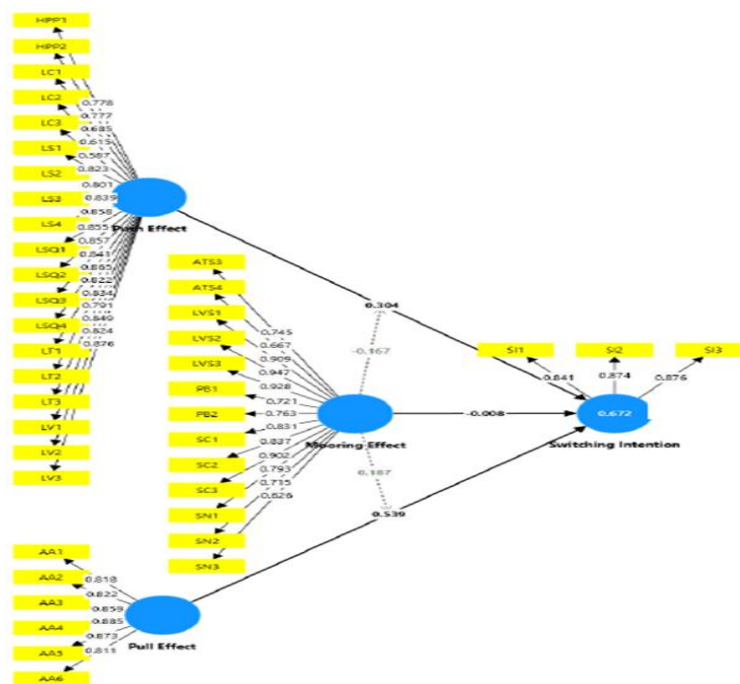 HPP1
HPP2
LC1
LC2
LC3
LS1
LS2
LS3
LS4
LSQ1
LSQ2
LSQ3
LSQ4
LT1
LT2
LT3
LV1
LV2
LV3
0.778
0.777
0.685
0.615
0.587
0.823
0.801
0.839
0.858
0.855
0.857
0.841
0.865
0.822
0.834
0.791
0.849
0.824
0.876
Push Effect
ATS3
ATS4
LVS1
LVS2
LVS3
PB1
PB2
SC1
SC2
SC3
SN1
SN2
SN3
0.745
0.667
0.909
0.947
0.928
0.721
0.763
0.831
0.837
0.902
0.793
0.715
0.826
Mooring Effect
0.304
-0.167
-0.008
0.187
0.539
SI1
SI2
SI3
0.841
0.874
0.876
0.672
Switching Intention
AA1
AA2
AA3
AA4
AA5
AA6
0.818
0.822
0.859
0.885
0.873
0.811
Pull Effect